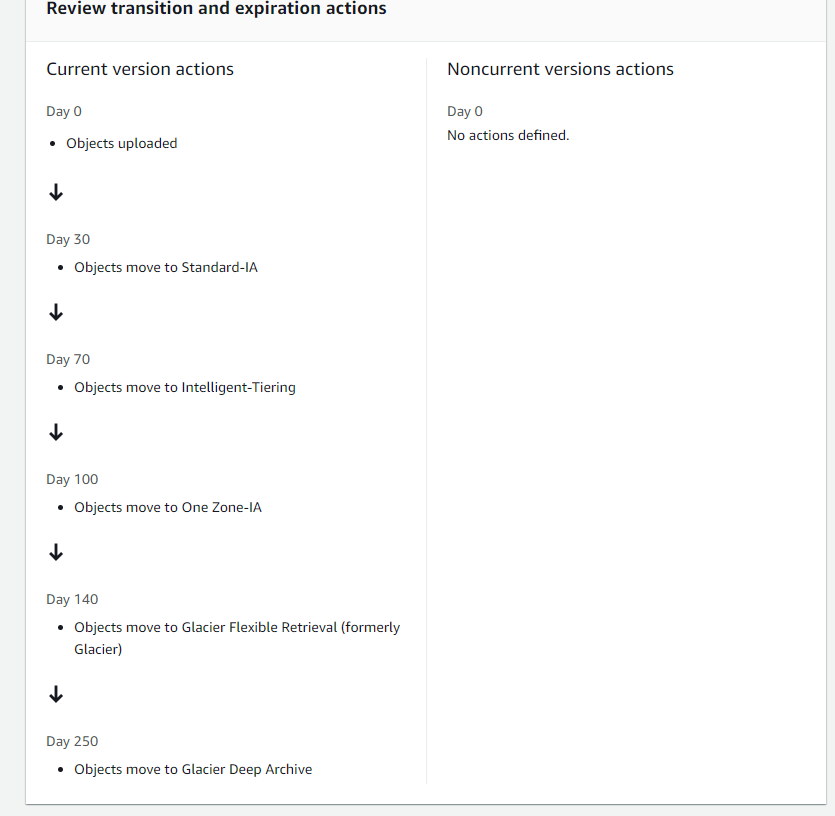 Review transition and expiration actions
Current version actions
Day 0
Objects uploaded
Day 30
Objects move to Standard-IA
Day 70
Objects move to Intelligent-Tiering
Day 100
Objects move to One Zone-IA
Day 140
Objects move to Glacier Flexible Retrieval (formerly
Glacier)
Day 250
Objects move to Glacier Deep Archive
Noncurrent versions actions
Day 0
No actions defined.